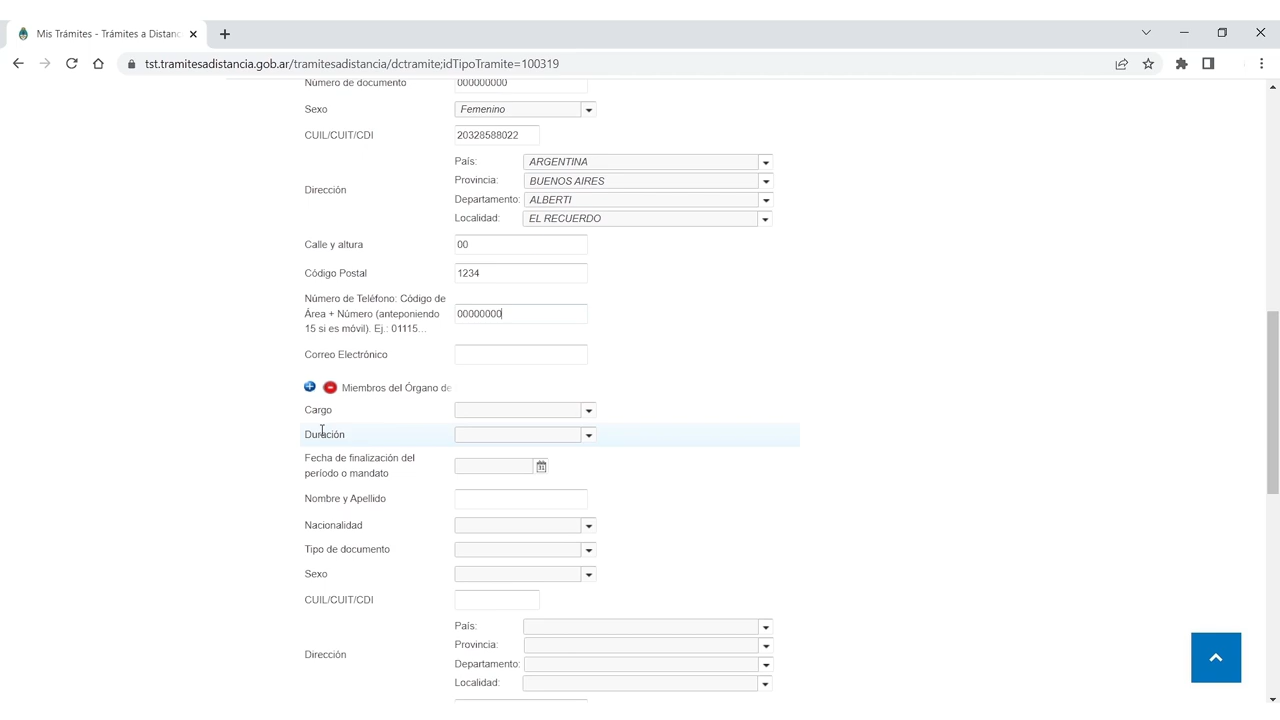 Mis Trámites - Trámites a Distanc
tst.tramitesadistancia.gob.ar/tramitesadistancia/dctramite;idTipoTramite=100319
Número de documento 000000000
Sexo Femenino
CUIL/CUIT/CDI 20328588022
País: ARGENTINA
Provincia: BUENOS AIRES
Dirección
Departamento: ALBERTI
Localidad: EL RECUERDO
Calle y altura 00
Código Postal 1234
Número de Teléfono: Código de
Área + Número (anteponiendo 00000000
15 si es móvil). Ej.: 01115...
Correo Electrónico
Miembros del Órgano de
Cargo
Duración
Fecha de finalización del
período o mandato
Nombre y Apellido
Nacionalidad
Tipo de documento
Sexo
CUIL/CUIT/CDI
País:
Provincia:
Dirección
Departamento:
Localidad: